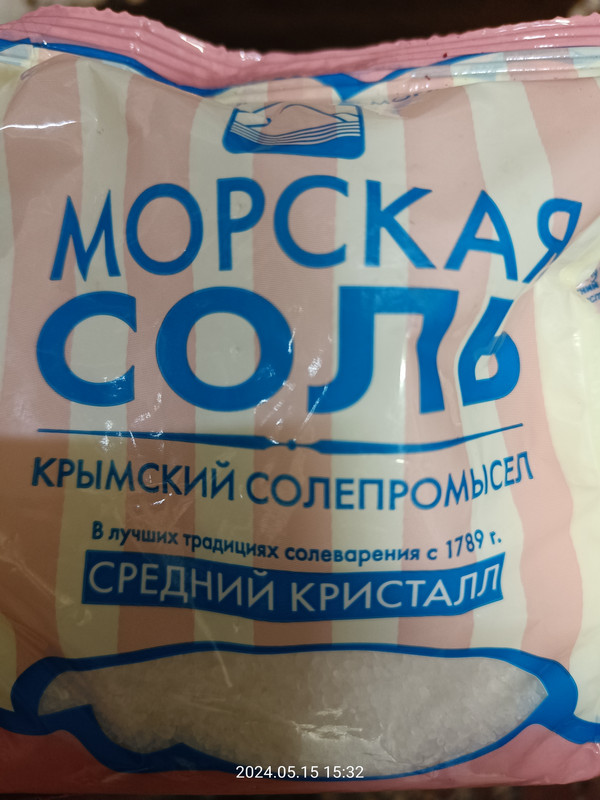 МОРСКАЯ
СОЛЬ
КРЫМСКИЙ СОЛЕПРОМЫСЕЛ
В лучших традициях солеварения с 1789 г.
СРЕДНИЙ КРИСТАЛЛ
2024.05.15 15:32